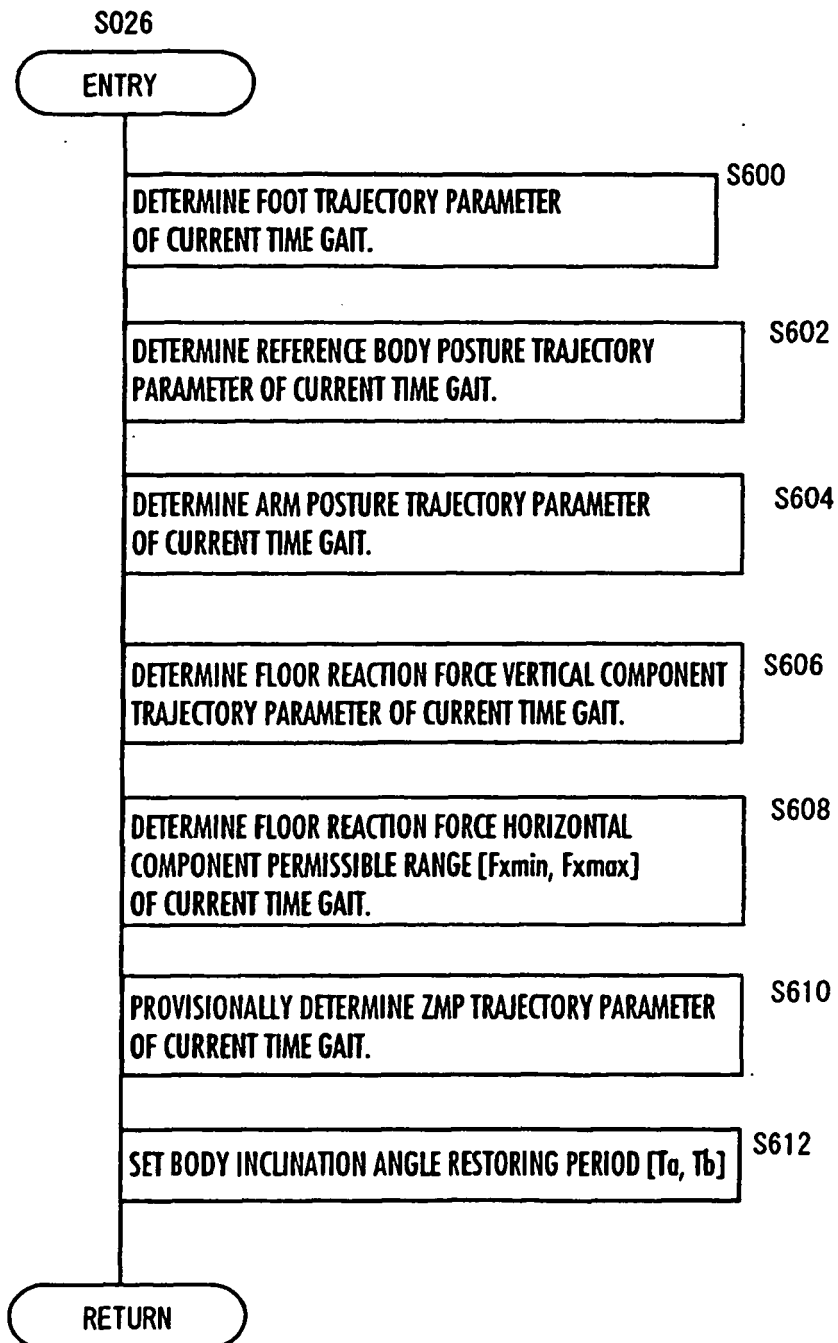 S026
ENTRY
S600
DETERMINE FOOT TRAJECTORY PARAMETER
OF CURRENT TIME GAIT.
S602
DETERMINE REFERENCE BODY POSTURE TRAJECTORY
PARAMETER OF CURRENT TIME GAIT.
S604
DETERMINE ARM POSTURE TRAJECTORY PARAMETER
OF CURRENT TIME GAIT.
S606
DETERMINE FLOOR REACTION FORCE VERTICAL COMPONENT
TRAJECTORY PARAMETER OF CURRENT TIME GAIT.
S608
DETERMINE FLOOR REACTION FORCE HORIZONTAL
COMPONENT PERMISSIBLE RANGE [Fxmin, Fxmax]
OF CURRENT TIME GAIT.
S610
PROVISIONALLY DETERMINE ZMP TRAJECTORY PARAMETER
OF CURRENT TIME GAIT.
S612
SET BODY INCLINATION ANGLE RESTORING PERIOD [Ta, Tb]
RETURN